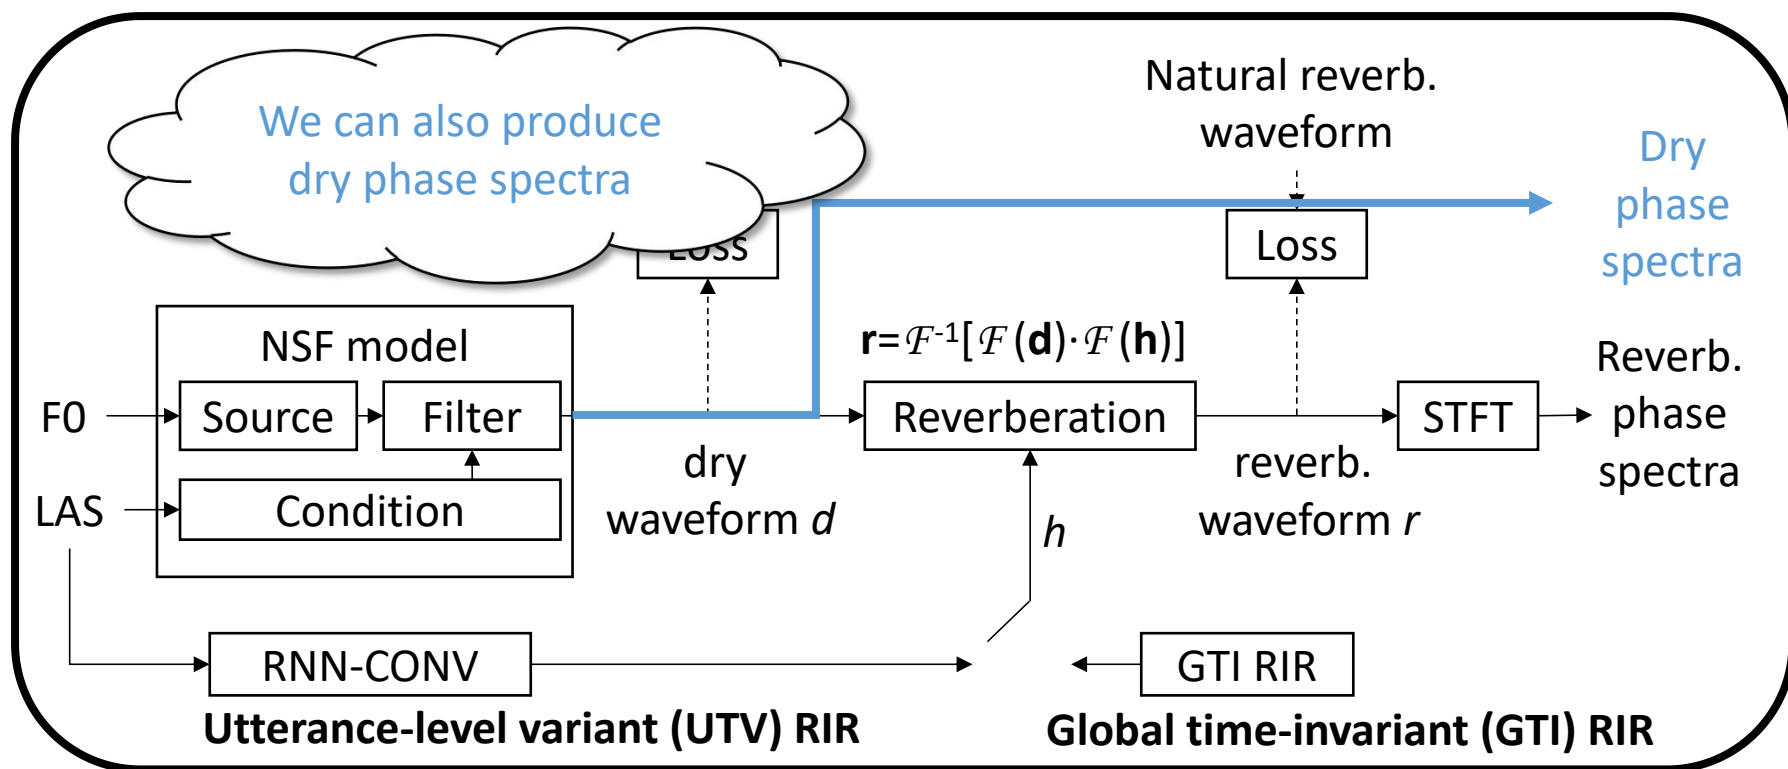 We can also produce
dry phase spectra
Natural reverb.
waveform
Dry
phase
spectra
Loss
Loss
NSF model
r=ℱ⁻¹[ℱ(d)·ℱ(h)]
F0
Source
Filter
Reverberation
STFT
Reverb.
phase
spectra
LAS
Condition
dry
waveform d
reverb.
waveform r
h
RNN-CONV
GTI RIR
Utterance-level variant (UTV) RIR
Global time-invariant (GTI) RIR